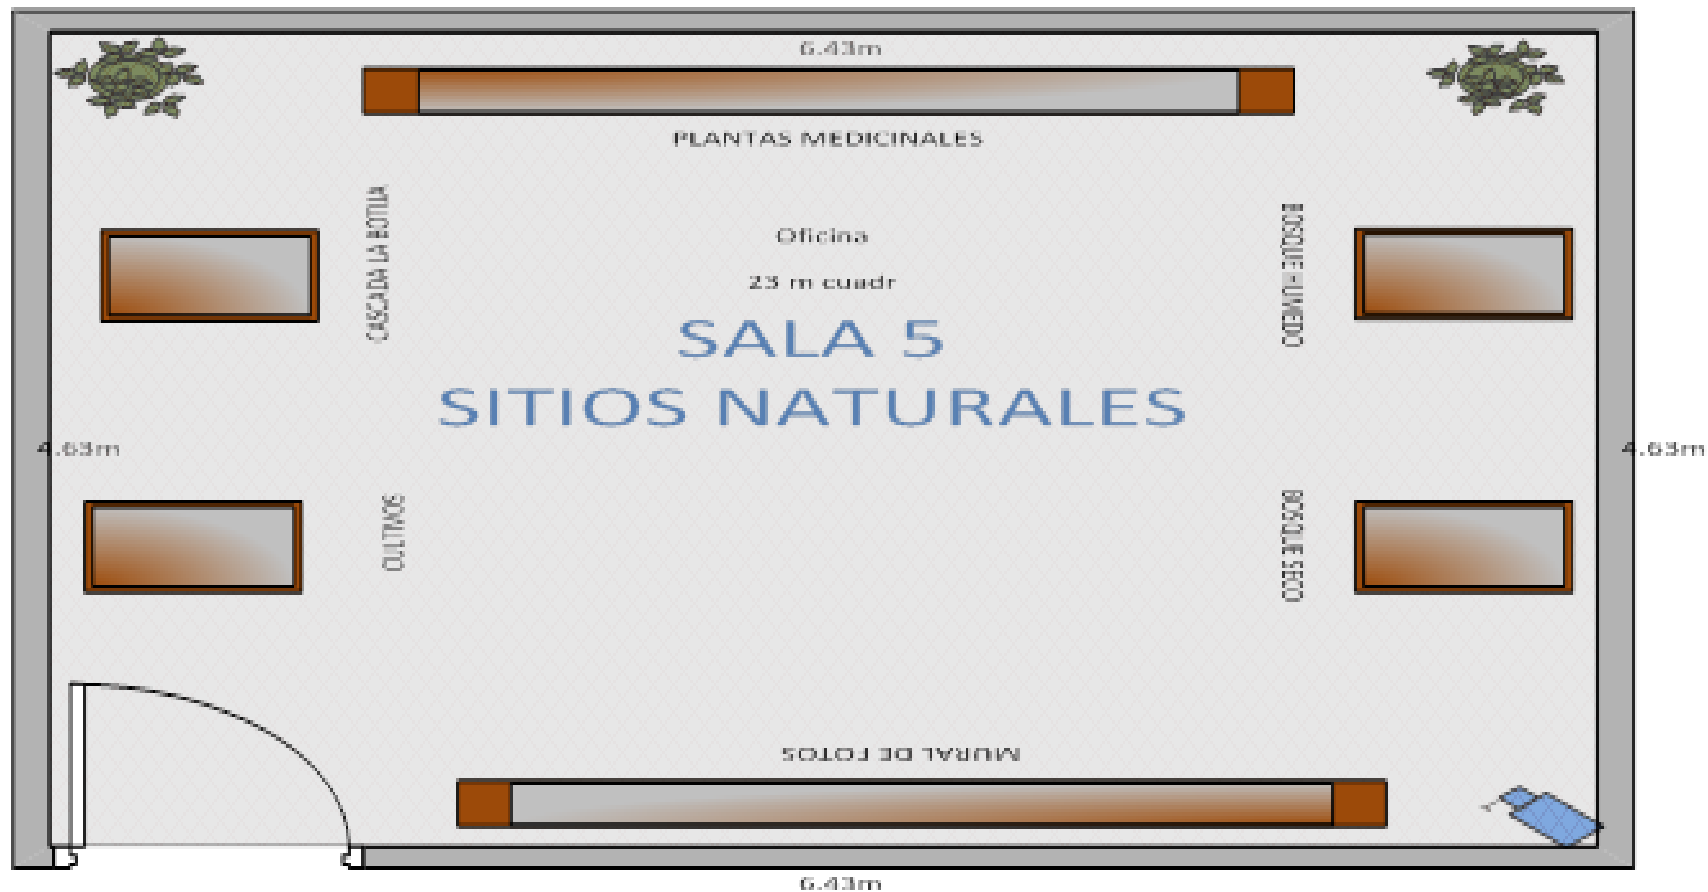 6.43m
PLANTAS MEDICINALES
CASCADA LA BOTIJA
BOSQUE HUMEDO
Oficina
23 m cuadr
SALA 5
SITIOS NATURALES
4.63m
4.63m
CULTIVOS
BOSQUE SECO
MURAL DE FOTOS
6.43m